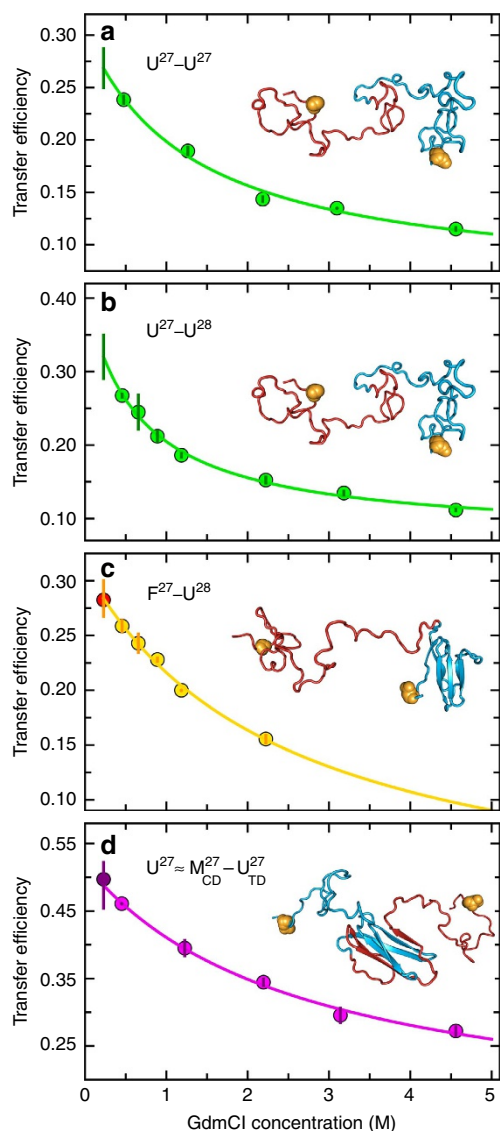 a
U²⁷–U²⁷
0.30
0.25
0.20
0.15
0.10
Transfer efficiency
b
U²⁷–U²⁸
0.40
0.30
0.20
0.10
Transfer efficiency
c
F²⁷–U²⁸
0.30
0.25
0.20
0.15
0.10
Transfer efficiency
d
U²⁷ ≈ M²⁷CD – U²⁷TD
0.55
0.45
0.35
0.25
Transfer efficiency
0 1 2 3 4 5
GdmCl concentration (M)